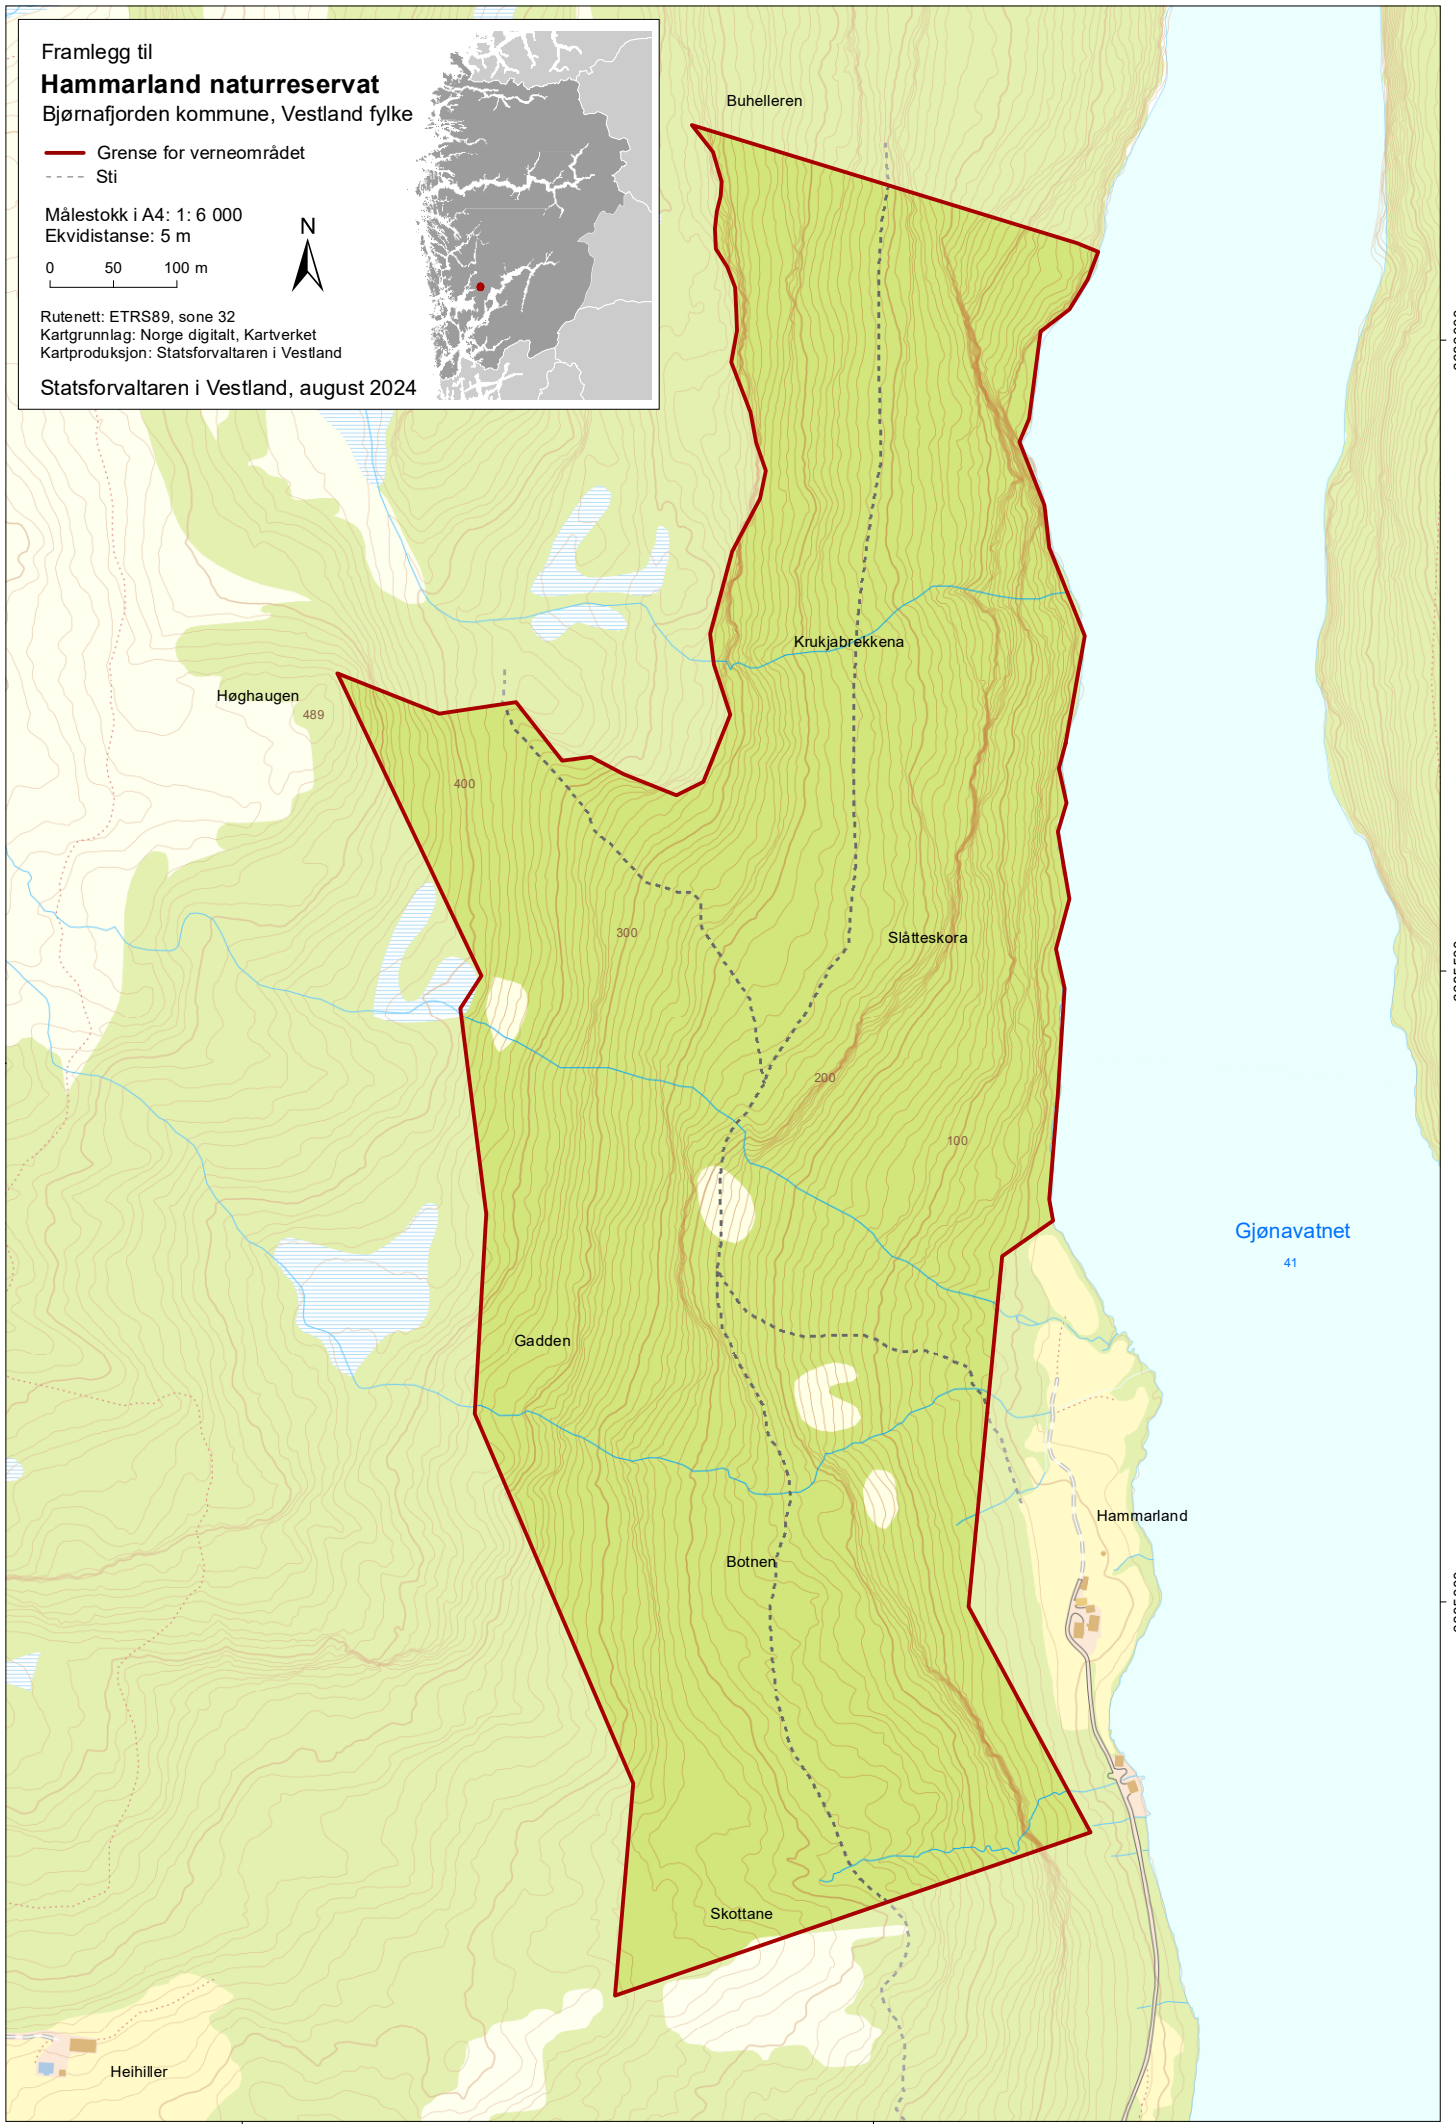 Framlegg til
Hammarland naturreservat
Bjørnafjorden kommune, Vestland fylke
Grense for verneområdet
Sti
Målestokk i A4: 1: 6 000
Ekvidistanse: 5 m
N
0 50 100 m
Rutenett: ETRS89, sone 32
Kartgrunnlag: Norge digitalt, Kartverket
Kartproduksjon: Statsforvaltaren i Vestland
Statsforvaltaren i Vestland, august 2024
Buhelleren
Krukjabrekkena
Høghaugen
489
400
300
Slåtteskora
200
100
Gjønavatnet
41
Gadden
Hammarland
Botnen
Skottane
Heihiller